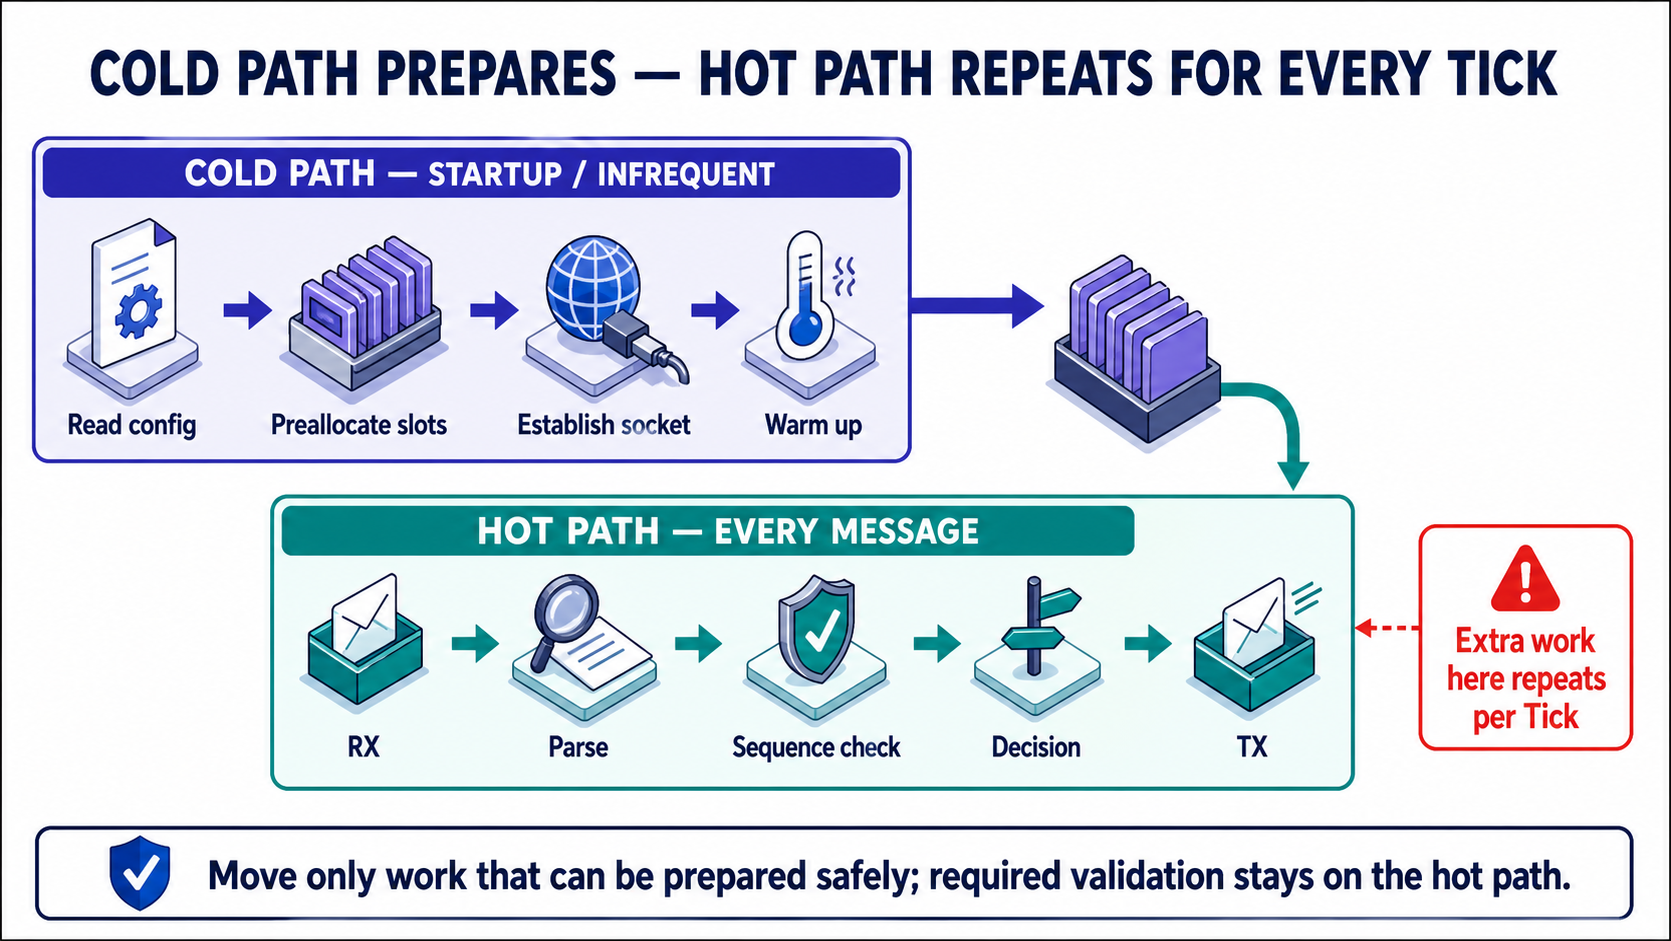 COLD PATH PREPARES — HOT PATH REPEATS FOR EVERY TICK
COLD PATH — STARTUP / INFREQUENT
Read config
Preallocate slots
Establish socket
Warm up
HOT PATH — EVERY MESSAGE
RX
Parse
Sequence check
Decision
TX
Extra work
here repeats
per Tick
Move only work that can be prepared safely; required validation stays on the hot path.